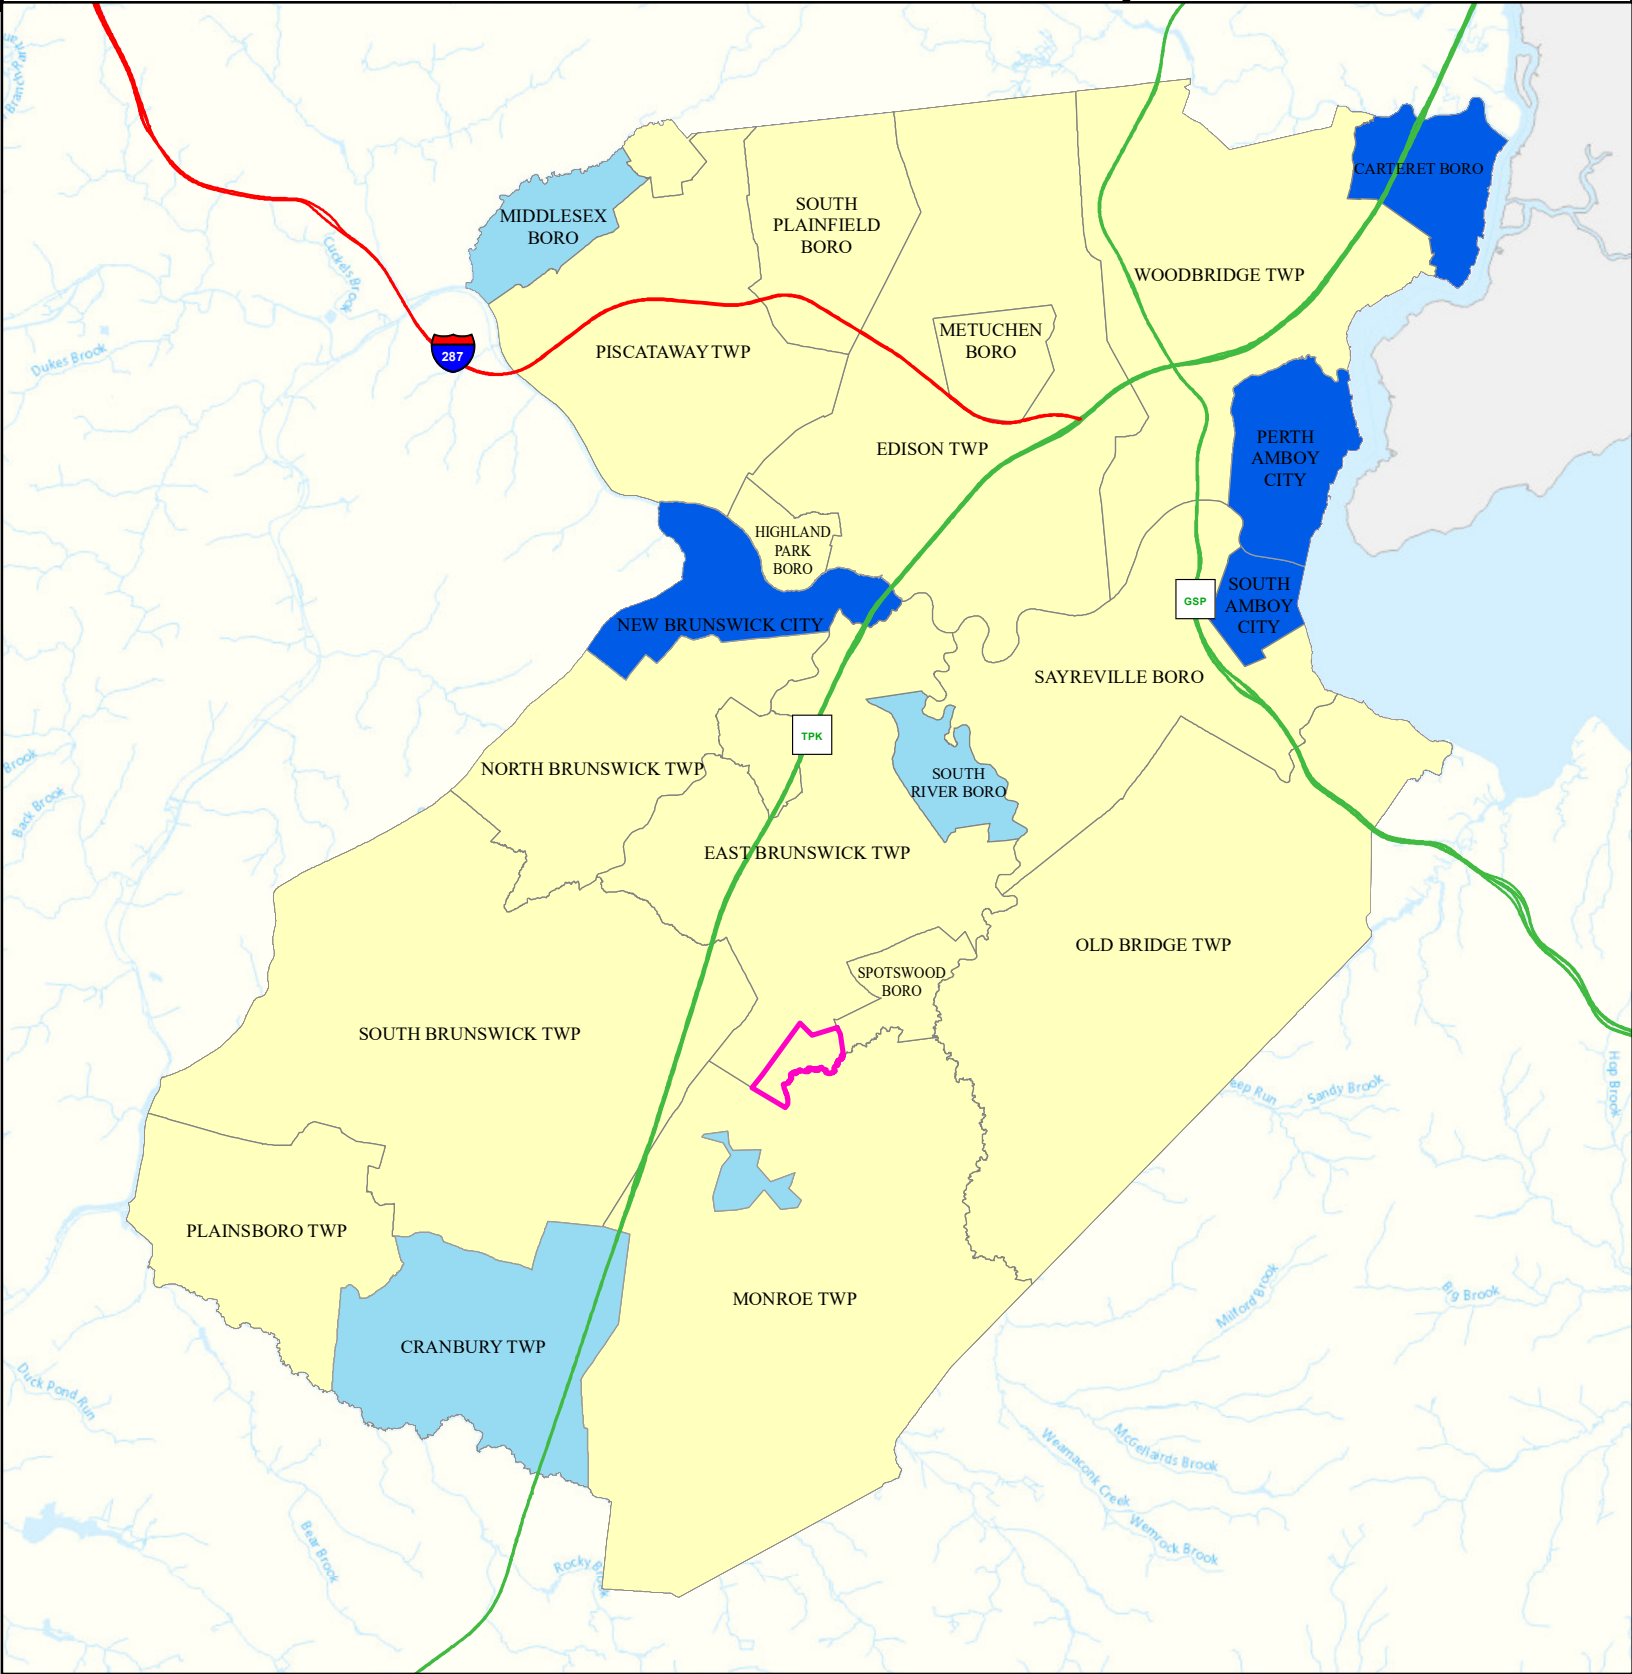 CARTERET BORO
MIDDLESEX
BORO
SOUTH
PLAINFIELD
BORO
WOODBRIDGE TWP
Cuckels Brook
METUCHEN
BORO
PISCATAWAY TWP
287
Dukes Brook
EDISON TWP
PERTH
AMBOY
CITY
HIGHLAND
PARK
BORO
SOUTH
AMBOY
CITY
GSP
NEW BRUNSWICK CITY
SAYREVILLE BORO
TPK
Brook
NORTH BRUNSWICK TWP
SOUTH
RIVER BORO
Back Brook
EAST BRUNSWICK TWP
OLD BRIDGE TWP
SPOTSWOOD
BORO
SOUTH BRUNSWICK TWP
Hop Brook
eep Run
Sandy Brook
PLAINSBORO TWP
MONROE TWP
Milford Brook
Big Brook
CRANBURY TWP
Duck Pond Run
McGellairds Brook
Weamaconk Creek
Wemrock Brook
Bear Brook
Rocky Brook